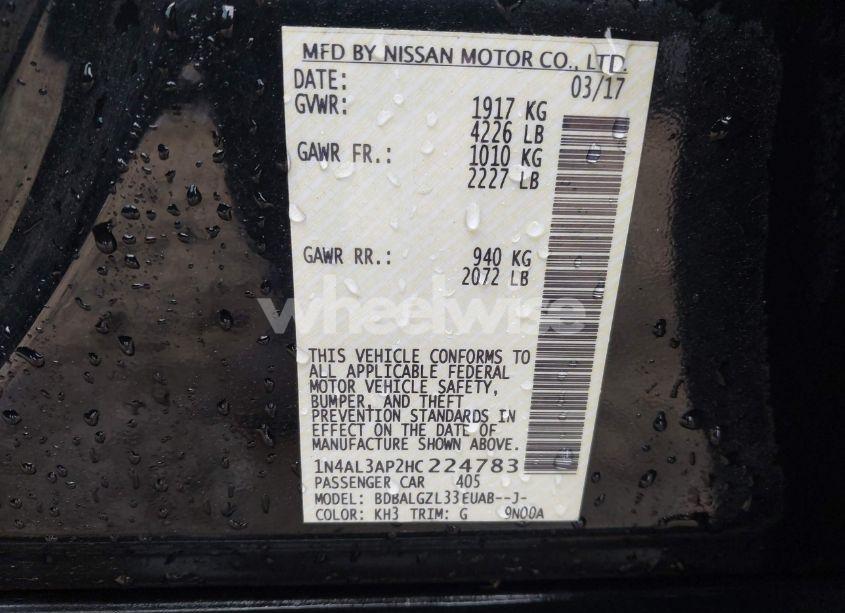 MFD BY NISSAN MOTOR CO., LTD.
DATE: 03/17
GVWR: 1917 KG
4226 LB
GAWR FR.: 1010 KG
2227 LB
GAWR RR.: 940 KG
2072 LB
wheelwise
THIS VEHICLE CONFORMS TO
ALL APPLICABLE FEDERAL
MOTOR VEHICLE SAFETY,
BUMPER, AND THEFT
PREVENTION STANDARDS IN
EFFECT ON THE DATE OF
MANUFACTURE SHOWN ABOVE.
1N4AL3AP2HC224783
PASSENGER CAR 405
MODEL: BDBALGZL33EUAB--J-
COLOR: KH3 TRIM: G 9N00A